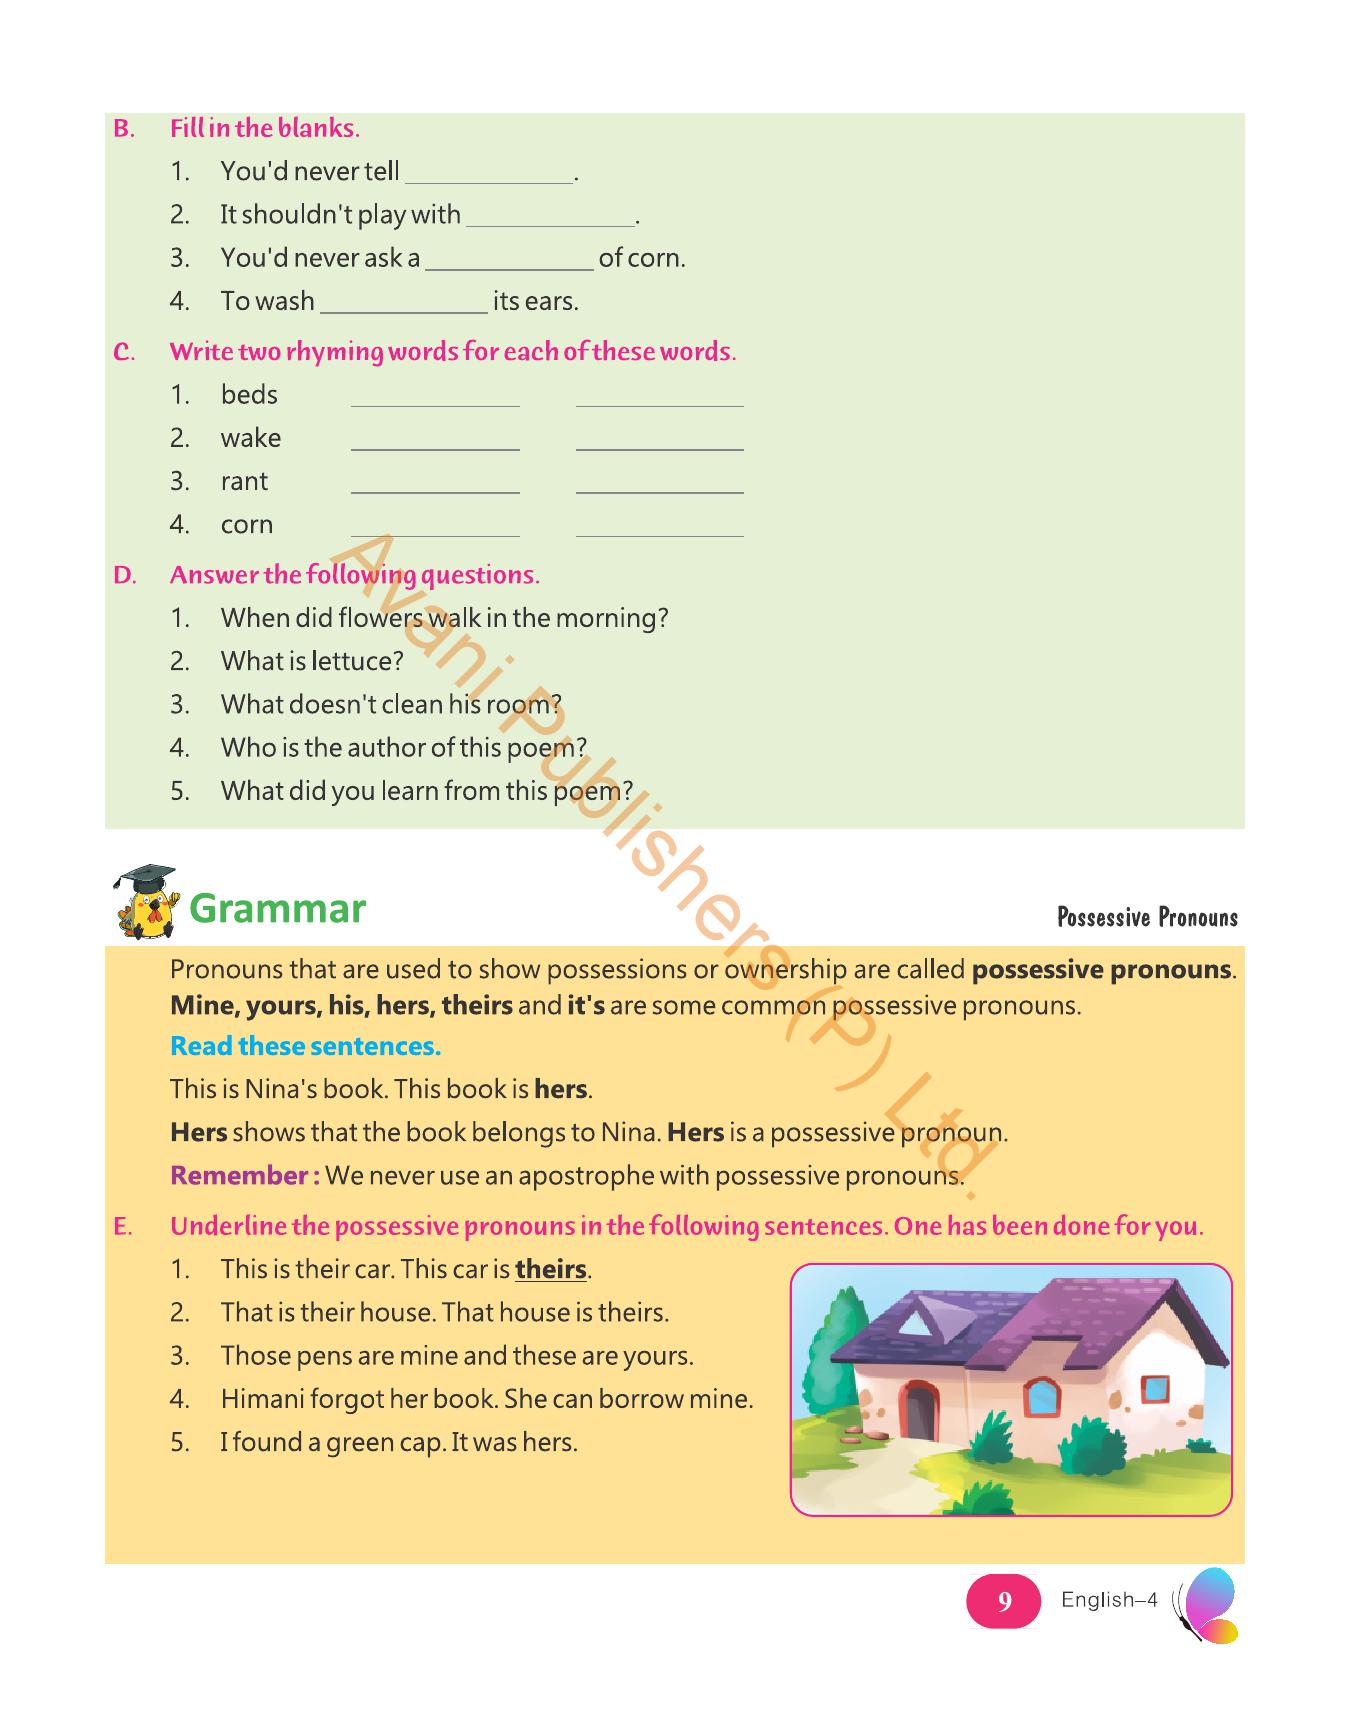 B. Fill in the blanks.
1. You'd never tell ____________.
2. It shouldn't play with ____________.
3. You'd never ask a ____________ of corn.
4. To wash ____________ its ears.
C. Write two rhyming words for each of these words.
1. beds ____________ ____________
2. wake ____________ ____________
3. rant ____________ ____________
4. corn ____________ ____________
D. Answer the following questions.
1. When did flowers walk in the morning?
2. What is lettuce?
3. What doesn't clean his room?
4. Who is the author of this poem?
5. What did you learn from this poem?
Avani Publishers (P) Ltd.
Grammar
Possessive Pronouns
Pronouns that are used to show possessions or ownership are called possessive pronouns.
Mine, yours, his, hers, theirs and it's are some common possessive pronouns.
Read these sentences.
This is Nina's book. This book is hers.
Hers shows that the book belongs to Nina. Hers is a possessive pronoun.
Remember : We never use an apostrophe with possessive pronouns.
E. Underline the possessive pronouns in the following sentences. One has been done for you.
1. This is their car. This car is theirs.
2. That is their house. That house is theirs.
3. Those pens are mine and these are yours.
4. Himani forgot her book. She can borrow mine.
5. I found a green cap. It was hers.
9 English–4